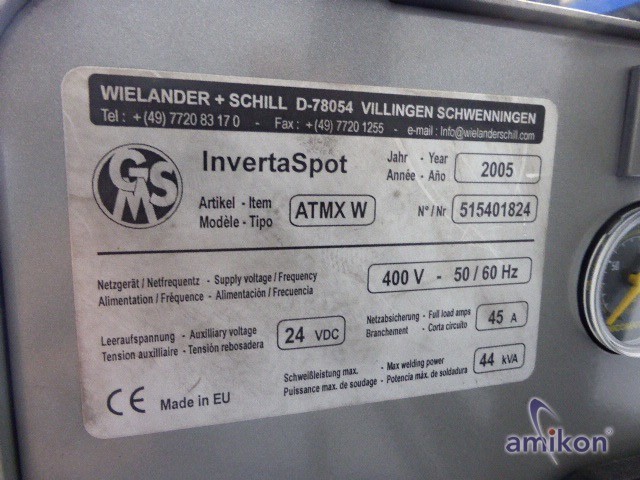 WIELANDER + SCHILL D-78054 VILLINGEN SCHWENNINGEN
Tel : +(49) 7720 83 17 0 - Fax : +(49) 7720 1255 - e-mail : Info@wielanderschill.com
GMS
InvertaSpot
Jahr - Year
Année - Año
2005
Artikel - Item
Modèle - Tipo
ATMX W
N° / Nr
515401824
Netzgerät / Netfrequentz - Supply voltage / Frequency
Alimentation / Fréquence - Alimentación / Frecuencia
400 V - 50 / 60 Hz
Leeraufspannung - Auxilliary voltage
Tension auxilliaire - Tensión rebosadera
24 VDC
Netzabsicherung - Full load amps
Branchement - Corta circuito
45 A
Schweißleistung max. - Max welding power
Puissance max. de soudage - Potencia máx. de soldadura
44 kVA
CE Made in EU
amikon